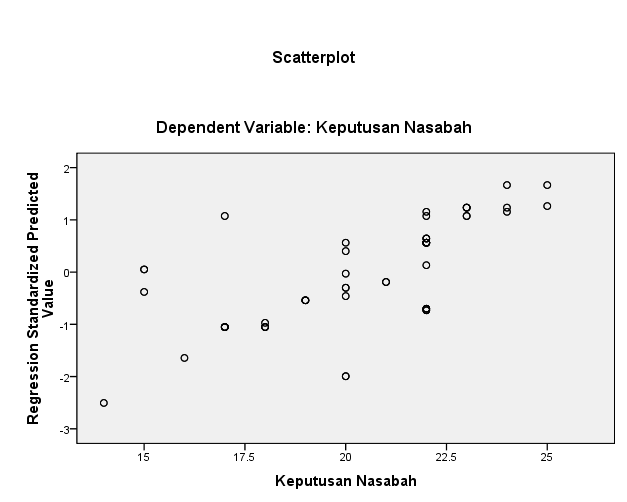 Scatterplot
Dependent Variable: Keputusan Nasabah
Regression Standardized Predicted
Value
2
1
0
-1
-2
-3
15
17.5
20
22.5
25
Keputusan Nasabah